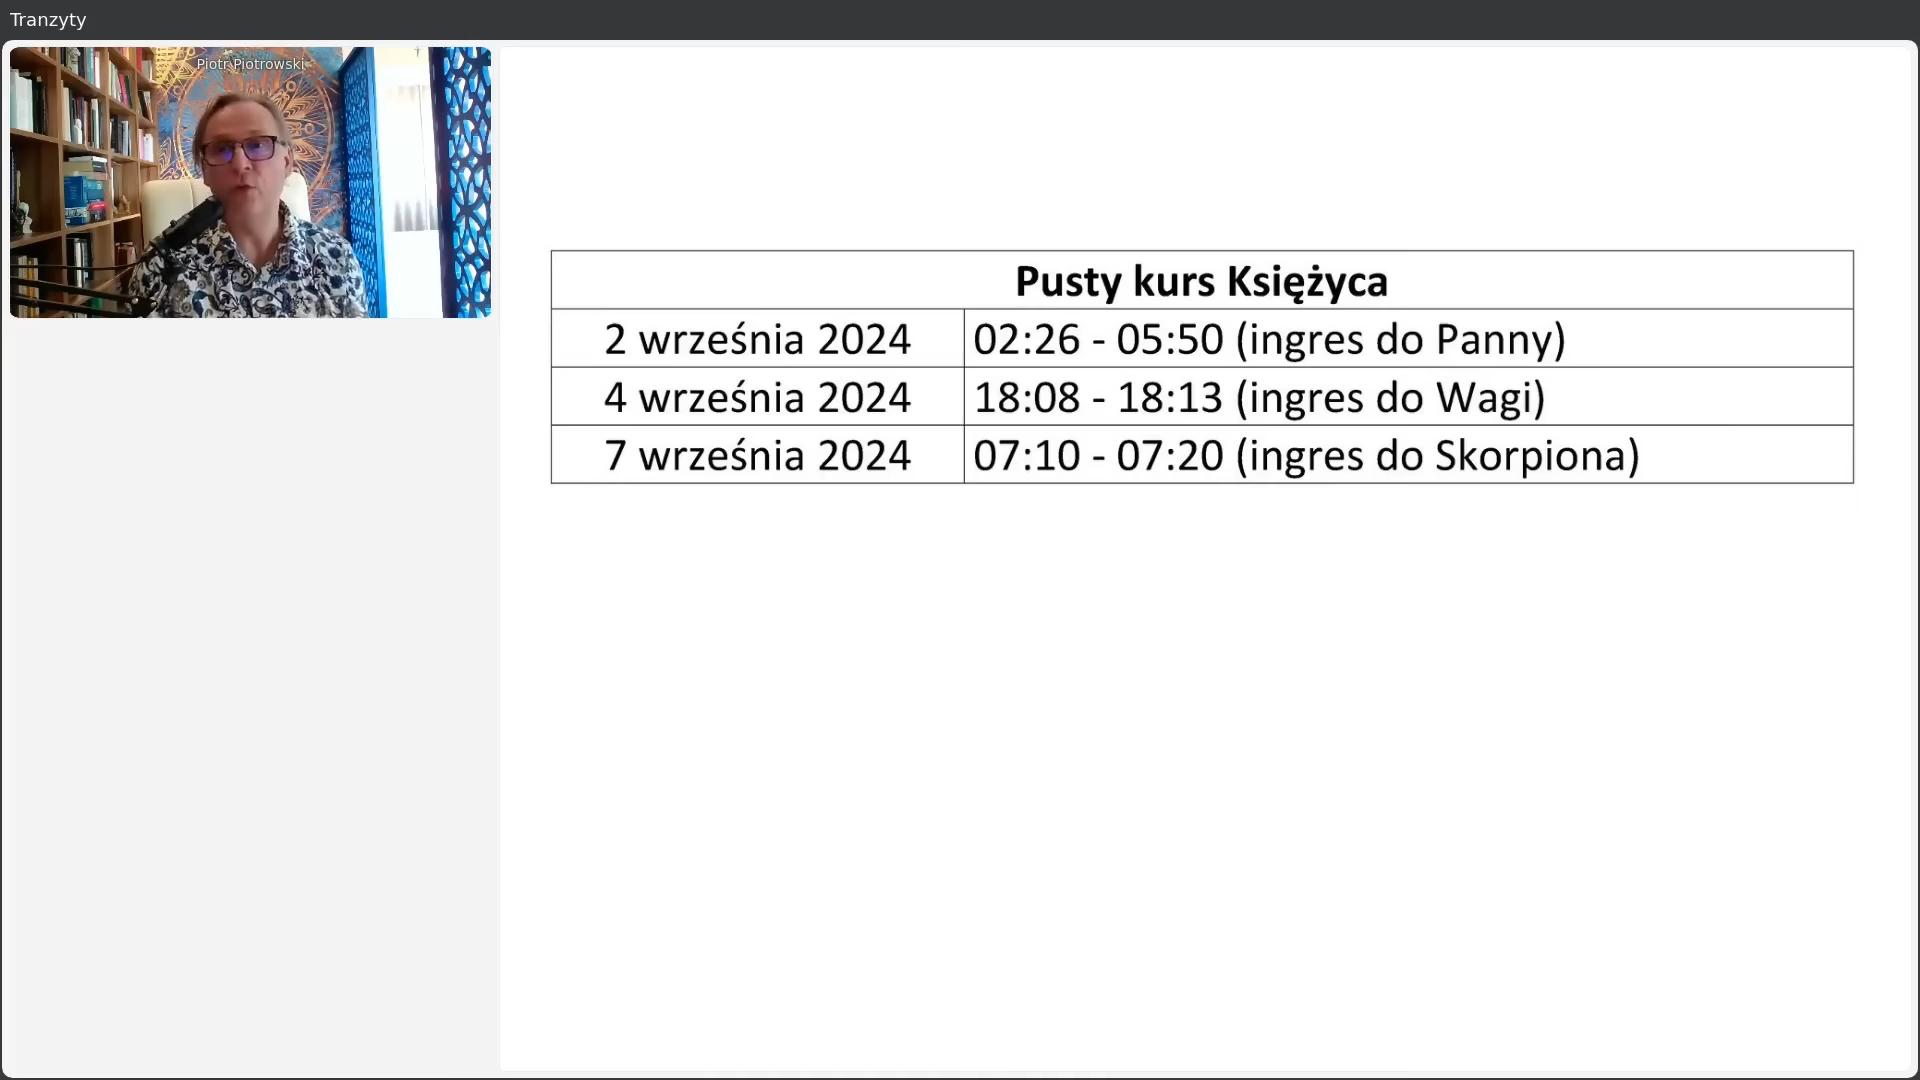 Tranzyty
Piotr Piotrowski
Pusty kurs Księżyca
2 września 2024 02:26 - 05:50 (ingres do Panny)
4 września 2024 18:08 - 18:13 (ingres do Wagi)
7 września 2024 07:10 - 07:20 (ingres do Skorpiona)